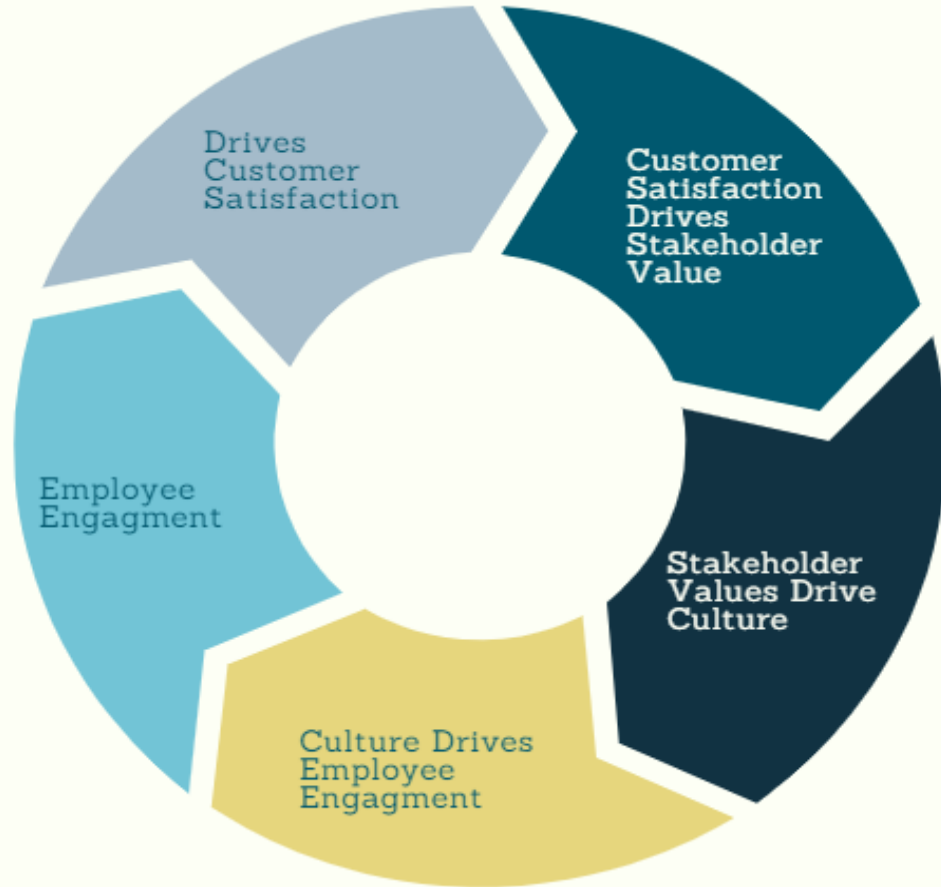 Drives
Customer
Satisfaction
Customer
Satisfaction
Drives
Stakeholder
Value
Stakeholder
Values Drive
Culture
Culture Drives
Employee
Engagment
Employee
Engagment